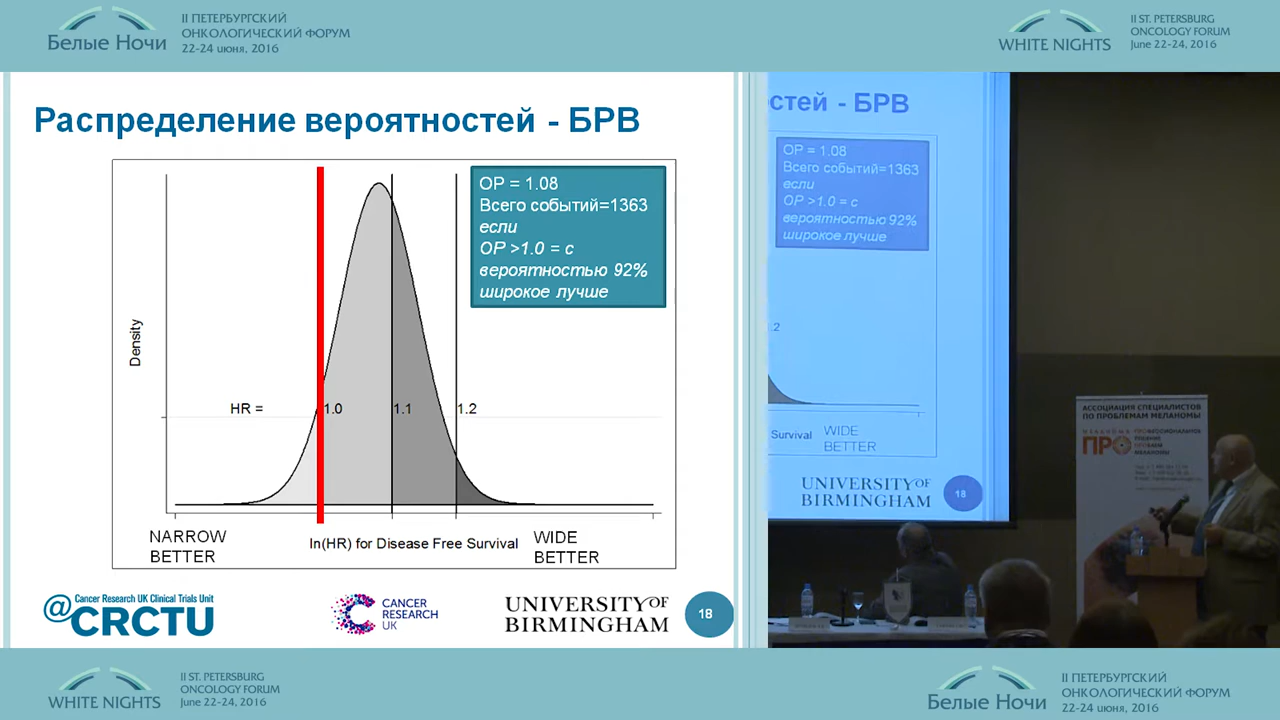 Белые Ночи
II ПЕТЕРБУРГСКИЙ
ОНКОЛОГИЧЕСКИЙ ФОРУМ
22-24 июня, 2016
WHITE NIGHTS
II ST. PETERSBURG
ONCOLOGY FORUM
June 22-24, 2016
Распределение вероятностей - БРВ
ОР = 1.08
Всего событий=1363
если
ОР >1.0 = с
вероятностью 92%
широкое лучше
Density
HR =
1.0
1.1
1.2
NARROW
BETTER
ln(HR) for Disease Free Survival
WIDE
BETTER
@CRCTU
Cancer Research UK Clinical Trials Unit
CANCER
RESEARCH
UK
UNIVERSITY OF
BIRMINGHAM
18
стей - БРВ
ОР = 1.08
Всего событий=1363
если
ОР >1.0 = с
вероятностью 92%
широкое лучше
.2
Survival
WIDE
BETTER
UNIVERSITY OF
BIRMINGHAM
18
АССОЦИАЦИЯ СПЕЦИАЛИСТОВ
ПО ПРОБЛЕМАМ МЕЛАНОМЫ
МЕЛАНОМА
ПРО
WHITE NIGHTS
II ST. PETERSBURG
ONCOLOGY FORUM
June 22-24, 2016
Белые Ночи
II ПЕТЕРБУРГСКИЙ
ОНКОЛОГИЧЕСКИЙ ФОРУМ
22-24 июня, 2016